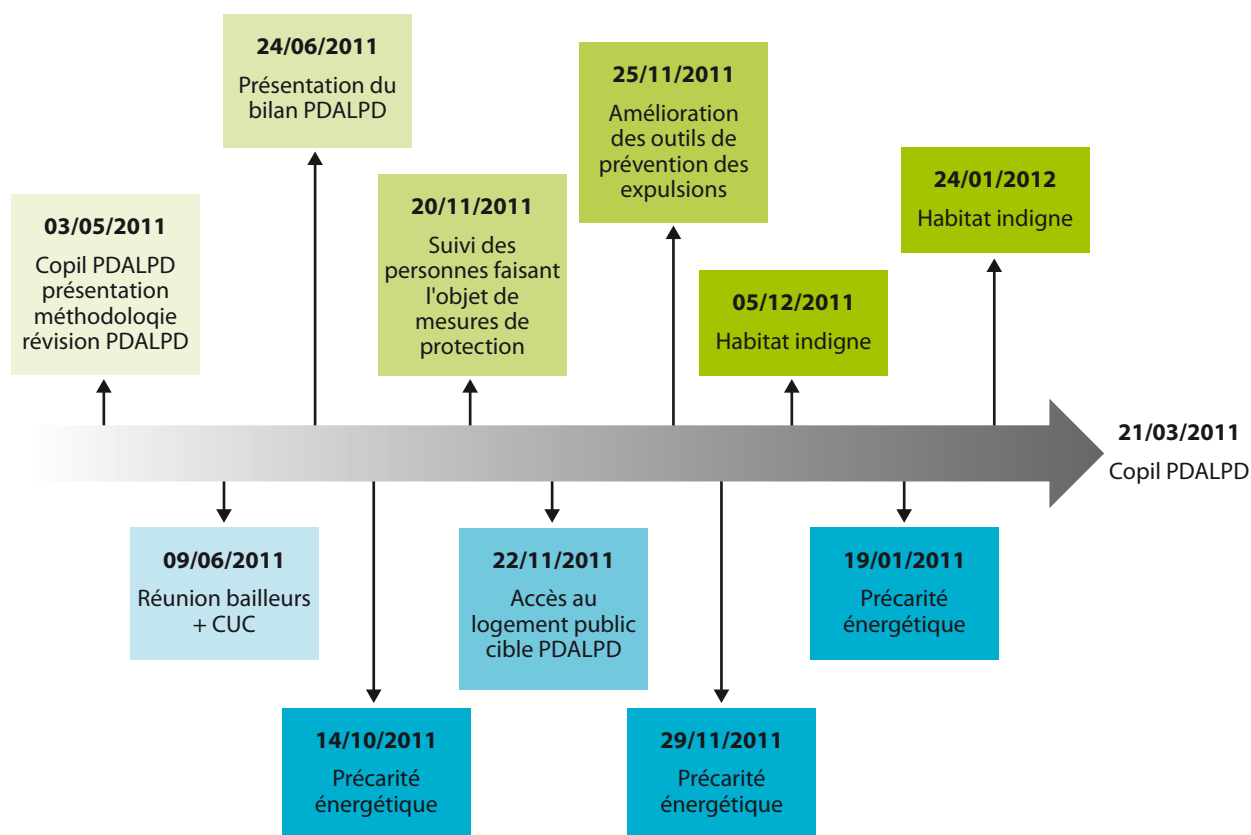 03/05/2011
Copil PDALPD
présentation
méthodoloqie
révision PDALPD
09/06/2011
Réunion bailleurs
+ CUC
24/06/2011
Présentation du
bilan PDALPD
14/10/2011
Précarité
énergétique
20/11/2011
Suivi des
personnes faisant
l'objet de
mesures de
protection
22/11/2011
Accès au
logement public
cible PDALPD
25/11/2011
Amélioration
des outils de
prévention des
expulsions
29/11/2011
Précarité
énergétique
05/12/2011
Habitat indigne
19/01/2011
Précarité
énergétique
24/01/2012
Habitat indigne
21/03/2011
Copil PDALPD